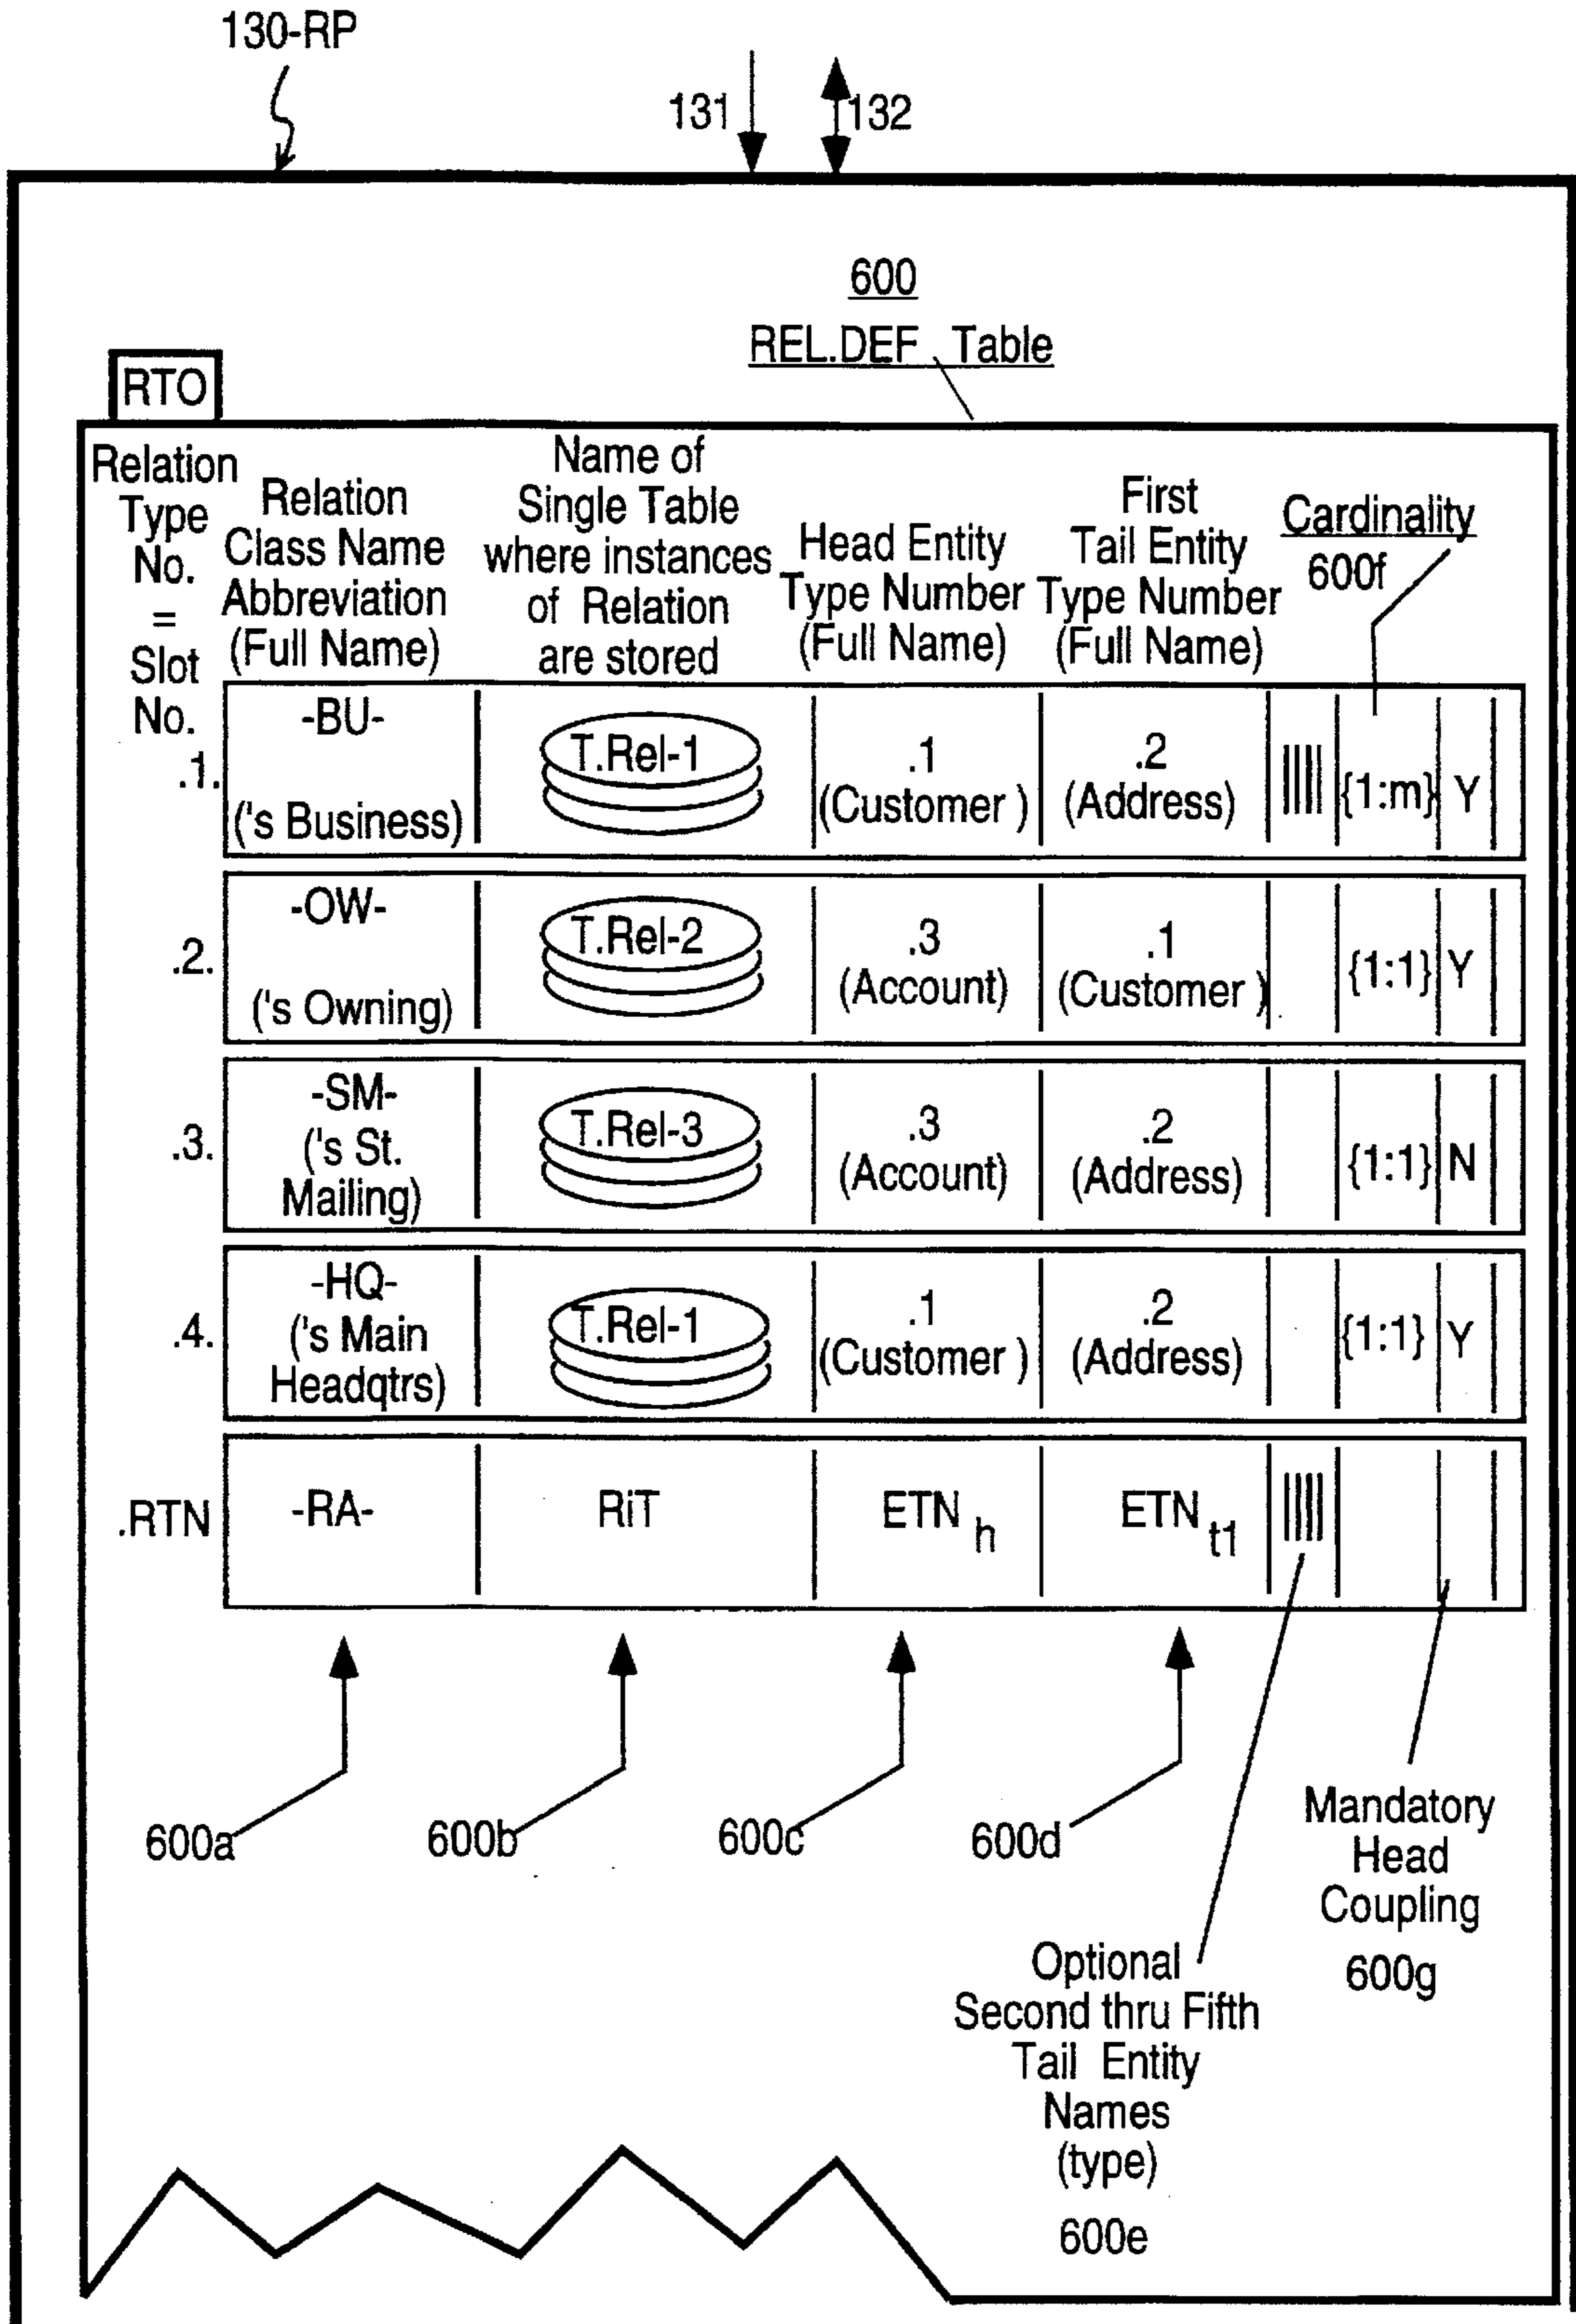 130-RP
131
132
600
REL.DEF Table
RTO
Relation
Type
No.
=
Slot
No.
Relation
Class Name
Abbreviation
(Full Name)
Name of
Single Table
where instances
of Relation
are stored
Head Entity
Type Number
(Full Name)
First
Tail Entity
Type Number
(Full Name)
Cardinality
600f
.1.
-BU-
('s Business)
T.Rel-1
.1
(Customer )
.2
(Address)
{1:m}
Y
.2.
-OW-
('s Owning)
T.Rel-2
.3
(Account)
.1
(Customer )
{1:1}
Y
.3.
-SM-
('s St.
Mailing)
T.Rel-3
.3
(Account)
.2
(Address)
{1:1}
N
.4.
-HQ-
('s Main
Headqtrs)
T.Rel-1
.1
(Customer )
.2
(Address)
{1:1}
Y
.RTN
-RA-
RiT
ETN h
ETN t1
600a
600b
600c
600d
Mandatory
Head
Coupling
600g
Optional
Second thru Fifth
Tail Entity
Names
(type)
600e